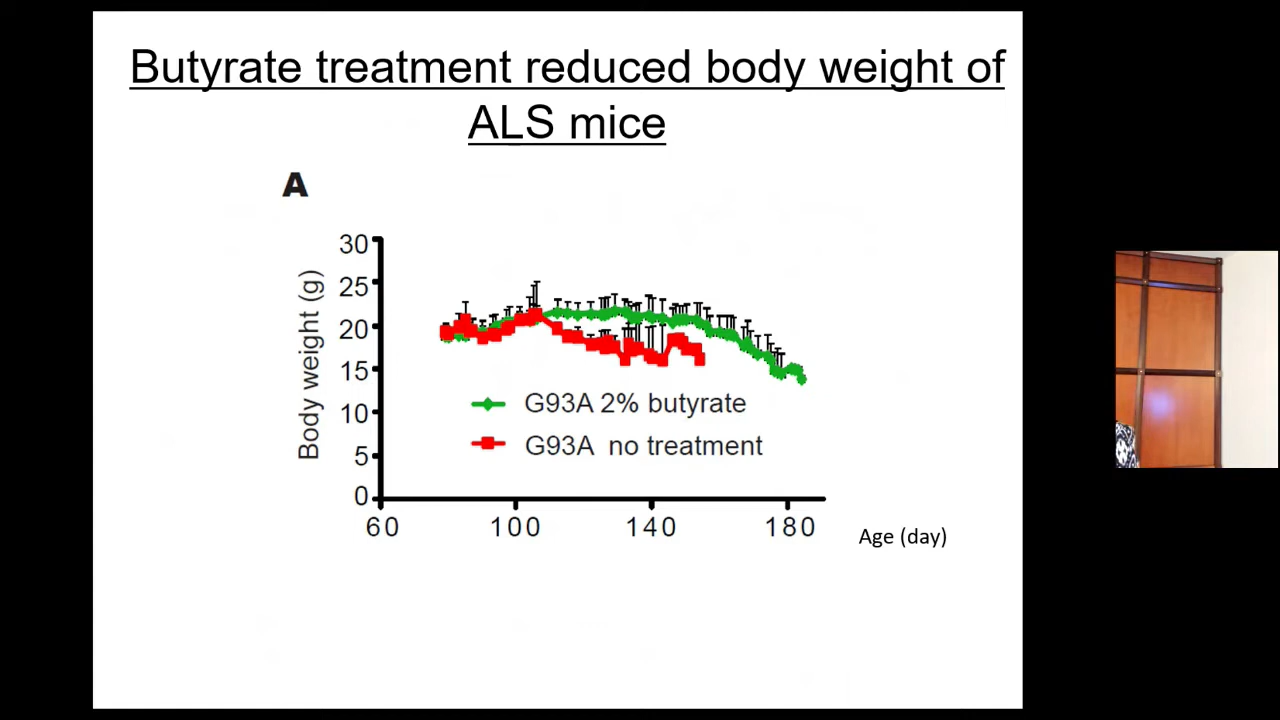 Butyrate treatment reduced body weight of
ALS mice
A
Body weight (g)
30
25
20
15
10
5
0
G93A 2% butyrate
G93A no treatment
60 100 140 180
Age (day)